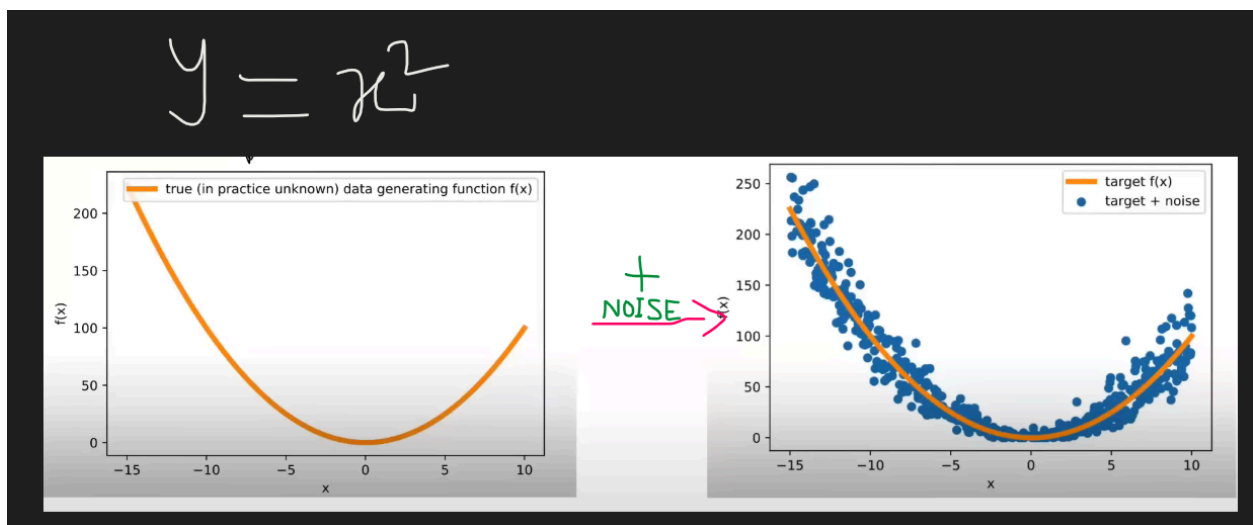 y = x²
true (in practice unknown) data generating function f(x)
200
150
100
50
0
f(x)
−15 −10 −5 0 5 10
x
+
NOISE
target f(x)
target + noise
250
200
150
100
50
0
f(x)
−15 −10 −5 0 5 10
x